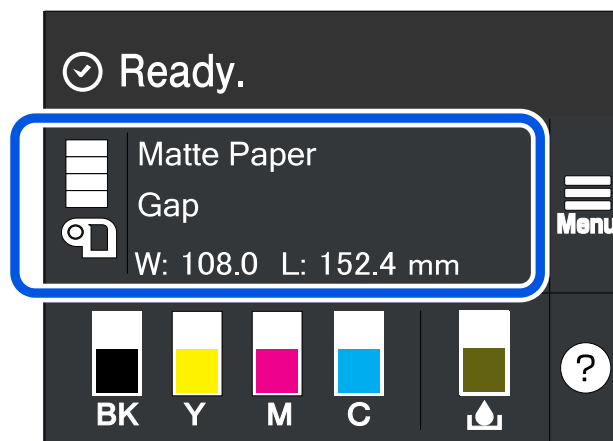 Ready.
Matte Paper
Gap
W: 108.0 L: 152.4 mm
Menu
BK Y M C
?